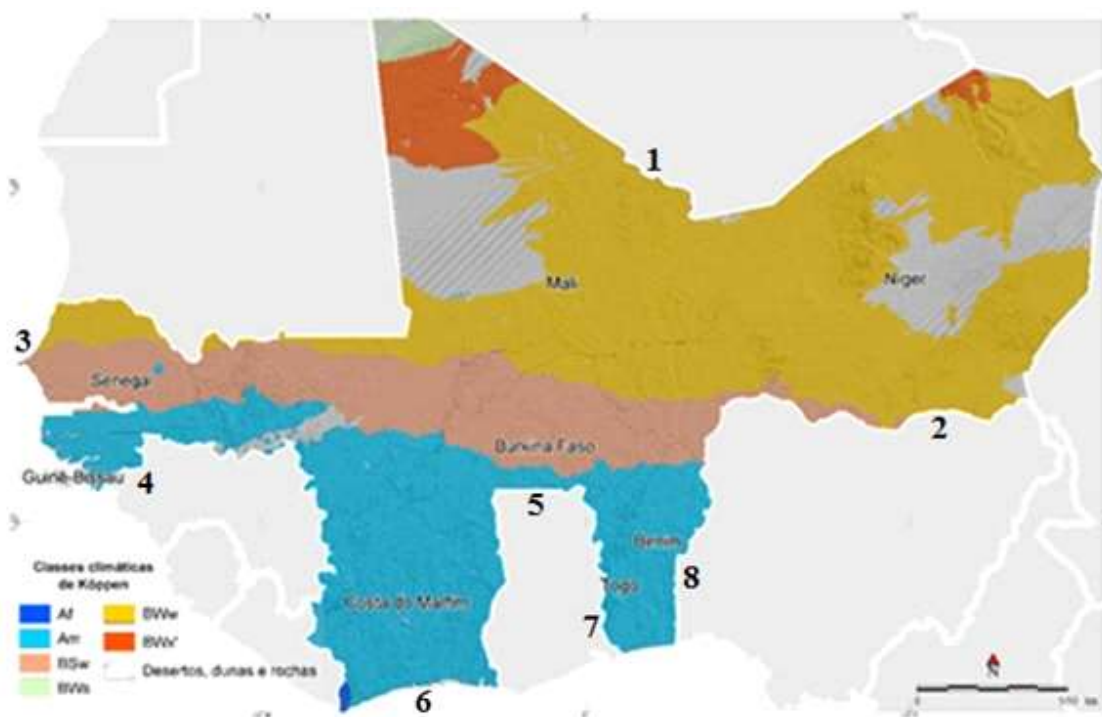 1
Mali
Niger
3
Senegal
2
Burkina Faso
Guiné-Bissau
4
5
Benim
8
Togo
Costa do Marfim
7
6
Classes climáticas
de Köppen
Af
Am
BSw
BWs
BWw
BWx'
Desertos, dunas e rochas
N